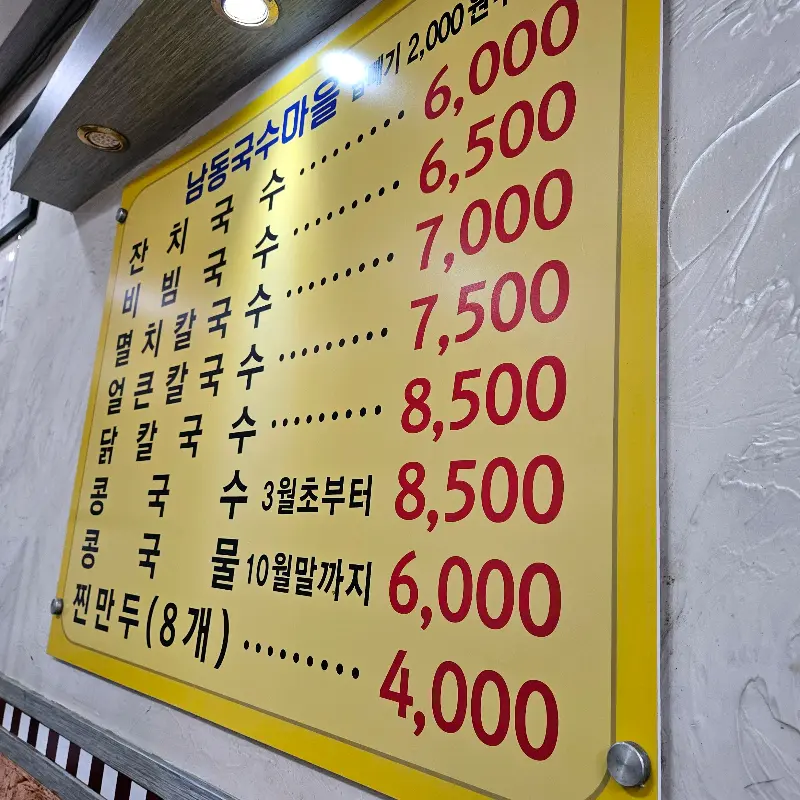 남동국수마을 곱빼기 2,000원
잔치국수 ········ 6,000
비빔국수 ········ 6,500
멸치칼국수 ········ 7,000
얼큰칼국수 ········ 7,500
닭칼국수 ········ 8,500
콩국수 3월초부터 8,500
콩국물 10월말까지 6,000
찐만두(8개) ········ 4,000